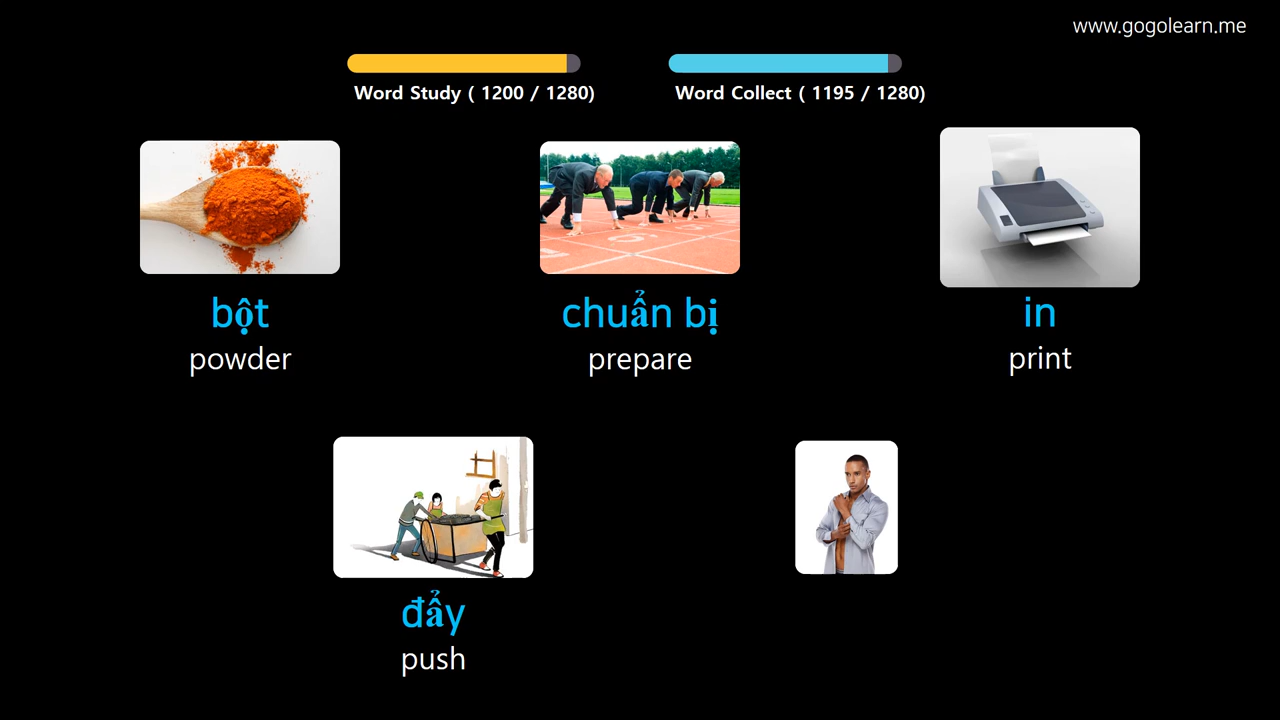 www.gogolearn.me
Word Study ( 1200 / 1280)
Word Collect ( 1195 / 1280)
bột
powder
chuẩn bị
prepare
in
print
đẩy
push